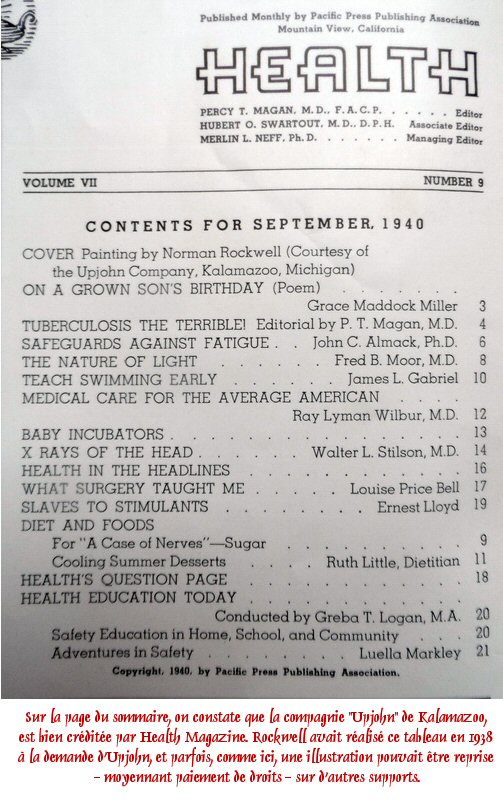 Published Monthly by Pacific Press Publishing Association
Mountain View, California
HEALTH
PERCY T. MAGAN, M.D., F.A.C.P. . . . . . Editor
HUBERT O. SWARTOUT, M.D., D.P.H. Associate Editor
MERLIN L. NEFF, Ph.D. . . . . . . . Managing Editor
VOLUME VII NUMBER 9
CONTENTS FOR SEPTEMBER, 1940
COVER Painting by Norman Rockwell (Courtesy of
the Upjohn Company, Kalamazoo, Michigan)
ON A GROWN SON'S BIRTHDAY (Poem) . . . . . . .
Grace Maddock Miller 3
TUBERCULOSIS THE TERRIBLE! Editorial by P. T. Magan, M.D. 4
SAFEGUARDS AGAINST FATIGUE . . John C. Almack, Ph.D. 6
THE NATURE OF LIGHT . . . . . . Fred B. Moor, M.D. 8
TEACH SWIMMING EARLY . . . . . . James L. Gabriel 10
MEDICAL CARE FOR THE AVERAGE AMERICAN . . . .
Ray Lyman Wilbur, M.D. 12
BABY INCUBATORS . . . . . . . . . . . . . . . 13
X RAYS OF THE HEAD . . . . . . Walter L. Stilson, M.D. 14
HEALTH IN THE HEADLINES . . . . . . . . . . . 16
WHAT SURGERY TAUGHT ME . . . . . Louise Price Bell 17
SLAVES TO STIMULANTS . . . . . . . Ernest Lloyd 19
DIET AND FOODS
For "A Case of Nerves"—Sugar . . . . . . . . . 9
Cooling Summer Desserts . . . . Ruth Little, Dietitian 11
HEALTH'S QUESTION PAGE . . . . . . . . . . . 18
HEALTH EDUCATION TODAY . . . . . . . . . . .
Conducted by Greba T. Logan, M.A. 20
Safety Education in Home, School, and Community . . . 20
Adventures in Safety . . . . . . . . Luella Markley 21
Copyright, 1940, by Pacific Press Publishing Association.
Sur la page du sommaire, on constate que la compagnie "Upjohn" de Kalamazoo,
est bien créditée par Health Magazine. Rockwell avait réalisé ce tableau en 1938
à la demande d'Upjohn, et parfois, comme ici, une illustration pouvait être reprise
– moyennant paiement de droits – sur d'autres supports.